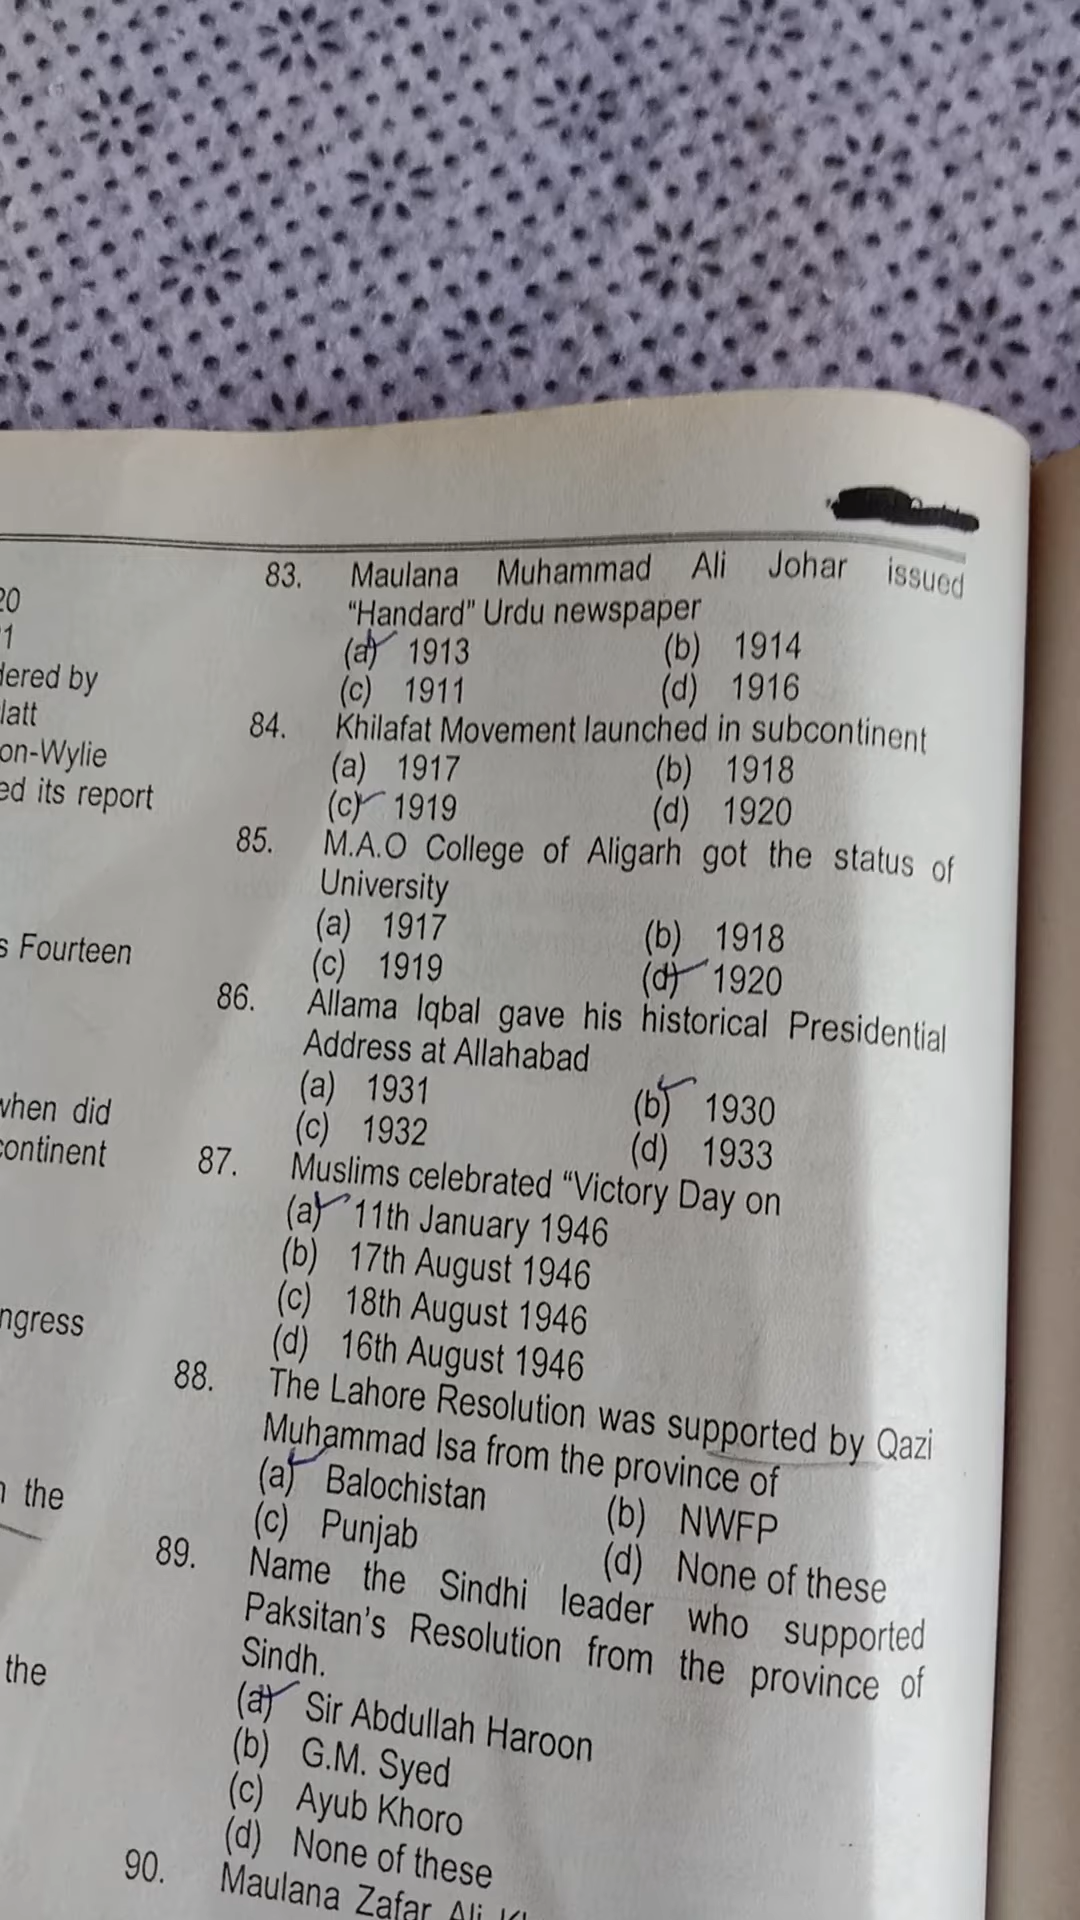 20
1
dered by
latt
on-Wylie
ed its report
s Fourteen
when did
continent
ngress
the
the
83. Maulana Muhammad Ali Johar issued
"Handard" Urdu newspaper
(a) 1913 (b) 1914
(c) 1911 (d) 1916
84. Khilafat Movement launched in subcontinent
(a) 1917 (b) 1918
(c) 1919 (d) 1920
85. M.A.O College of Aligarh got the status of
University
(a) 1917 (b) 1918
(c) 1919 (d) 1920
86. Allama Iqbal gave his historical Presidential
Address at Allahabad
(a) 1931 (b) 1930
(c) 1932 (d) 1933
87. Muslims celebrated "Victory Day on
(a) 11th January 1946
(b) 17th August 1946
(c) 18th August 1946
(d) 16th August 1946
88. The Lahore Resolution was supported by Qazi
Muhammad Isa from the province of
(a) Balochistan (b) NWFP
(c) Punjab (d) None of these
89. Name the Sindhi leader who supported
Paksitan's Resolution from the province of
Sindh.
(a) Sir Abdullah Haroon
(b) G.M. Syed
(c) Ayub Khoro
(d) None of these
90. Maulana Zafar Ali